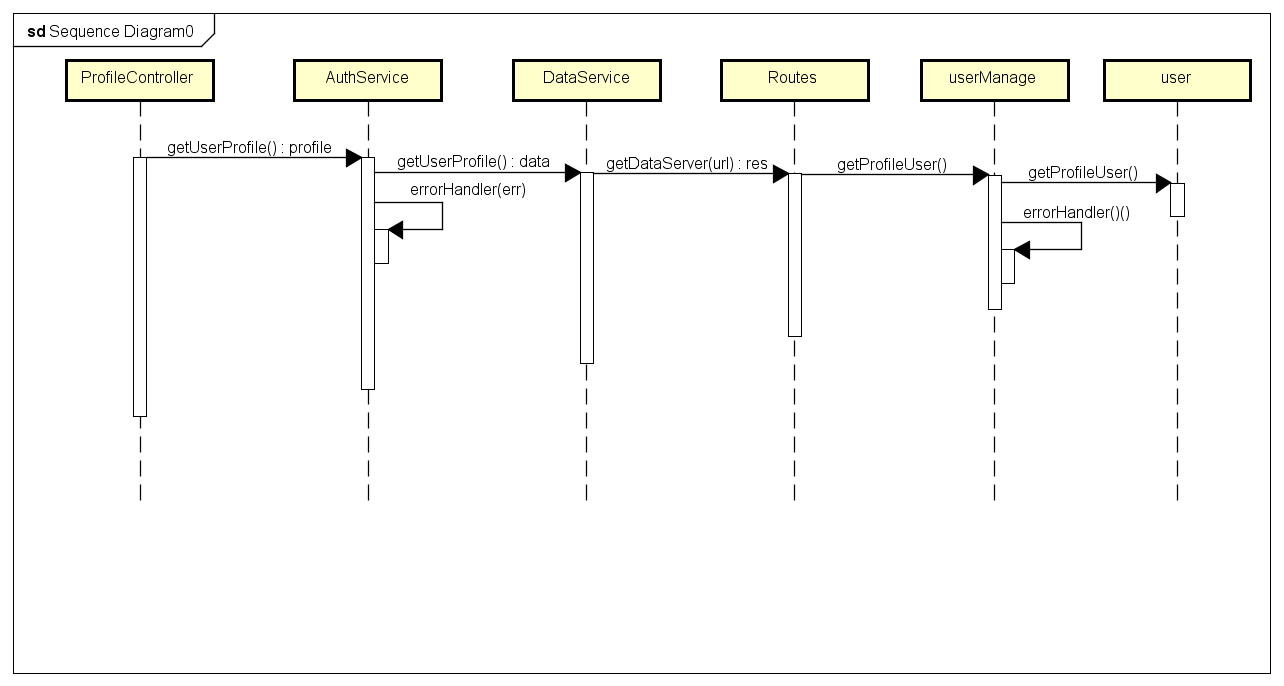 sd Sequence Diagram0
ProfileController
AuthService
DataService
Routes
userManage
user
getUserProfile() : profile
getUserProfile() : data
getDataServer(url) : res
getProfileUser()
getProfileUser()
errorHandler(err)
errorHandler()()